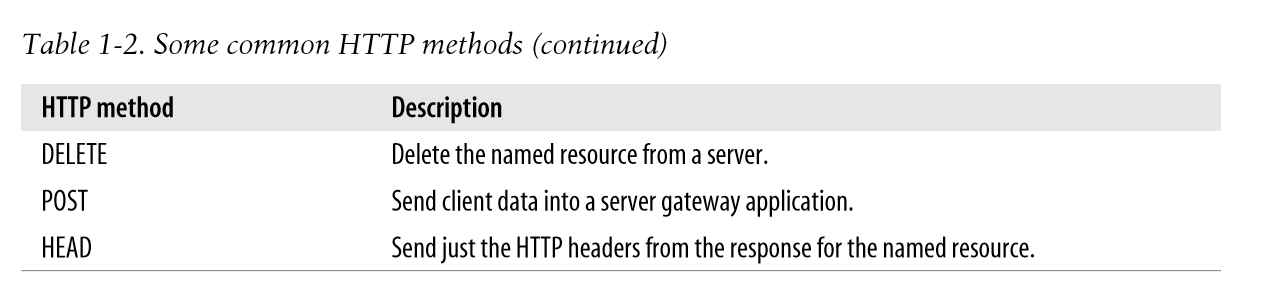 Table 1-2. Some common HTTP methods (continued)
HTTP method Description
DELETE Delete the named resource from a server.
POST Send client data into a server gateway application.
HEAD Send just the HTTP headers from the response for the named resource.